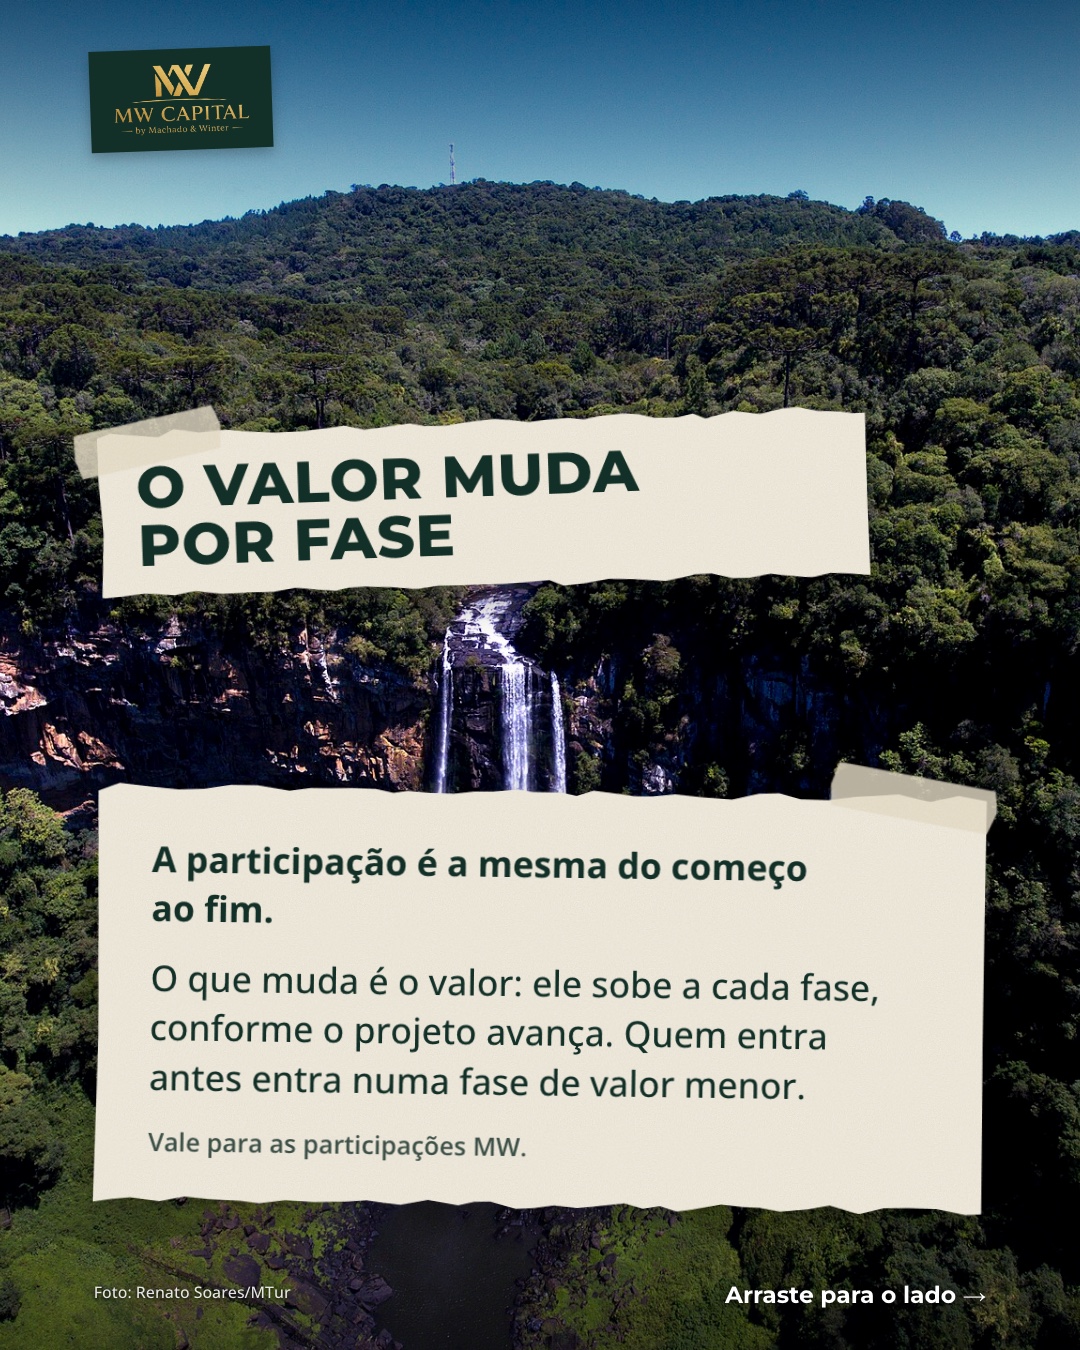 MW CAPITAL
by Machado & Winter
O VALOR MUDA
POR FASE
A participação é a mesma do começo
ao fim.
O que muda é o valor: ele sobe a cada fase,
conforme o projeto avança. Quem entra
antes entra numa fase de valor menor.
Vale para as participações MW.
Foto: Renato Soares/MTur
Arraste para o lado →